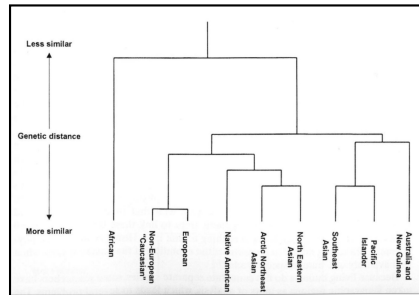 Less similar
Genetic distance
More similar
African
Non-European
"Caucasian"
European
Native American
Arctic Northeast
Asian
North Eastern
Asian
Southeast
Asian
Pacific
Islander
Australia and
New Guinea